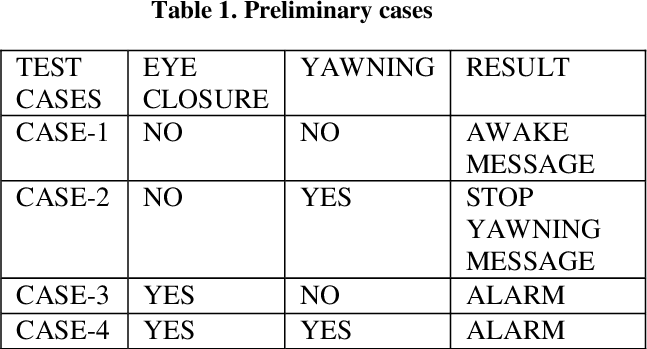 Table 1. Preliminary cases
TEST CASES EYE CLOSURE YAWNING RESULT
CASE-1 NO NO AWAKE MESSAGE
CASE-2 NO YES STOP YAWNING MESSAGE
CASE-3 YES NO ALARM
CASE-4 YES YES ALARM